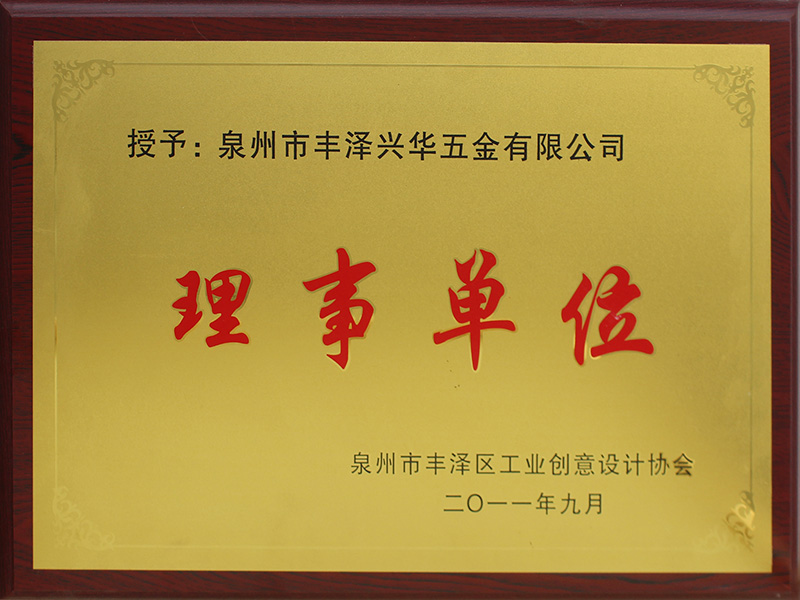 授予：泉州市丰泽兴华五金有限公司
理事单位
泉州市丰泽区工业创意设计协会
二〇一一年九月